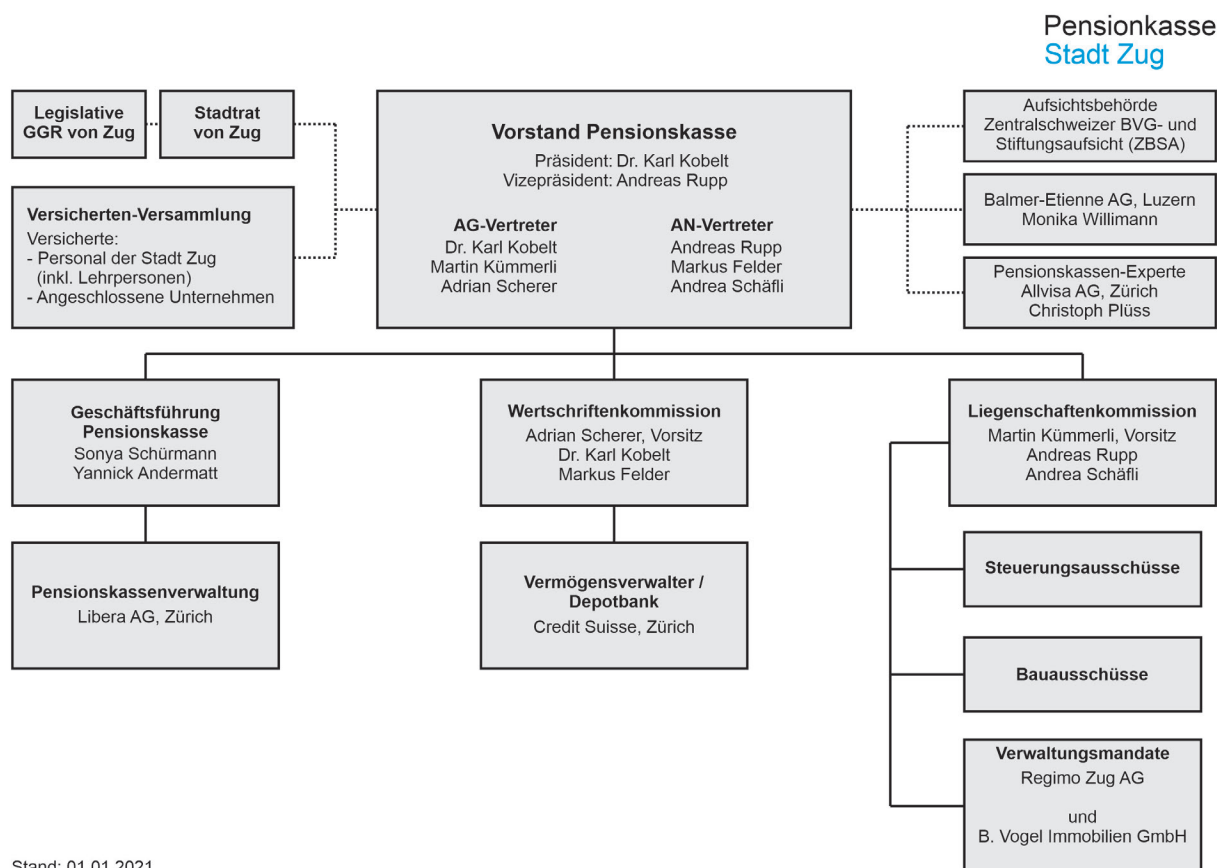 Pensionkasse
Stadt Zug
Legislative
GGR von Zug
Stadtrat
von Zug
Versicherten-Versammlung
Versicherte:
- Personal der Stadt Zug
(inkl. Lehrpersonen)
- Angeschlossene Unternehmen
Vorstand Pensionskasse
Präsident: Dr. Karl Kobelt
Vizepräsident: Andreas Rupp
AG-Vertreter
Dr. Karl Kobelt
Martin Kümmerli
Adrian Scherer
AN-Vertreter
Andreas Rupp
Markus Felder
Andrea Schäfli
Aufsichtsbehörde
Zentralschweizer BVG- und
Stiftungsaufsicht (ZBSA)
Balmer-Etienne AG, Luzern
Monika Willimann
Pensionskassen-Experte
Allvisa AG, Zürich
Christoph Plüss
Geschäftsführung
Pensionskasse
Sonya Schürmann
Yannick Andermatt
Wertschriftenkommission
Adrian Scherer, Vorsitz
Dr. Karl Kobelt
Markus Felder
Liegenschaftenkommission
Martin Kümmerli, Vorsitz
Andreas Rupp
Andrea Schäfli
Pensionskassenverwaltung
Libera AG, Zürich
Vermögensverwalter /
Depotbank
Credit Suisse, Zürich
Steuerungsausschüsse
Bauausschüsse
Verwaltungsmandate
Regimo Zug AG
und
B. Vogel Immobilien GmbH
Stand: 01.01.2021